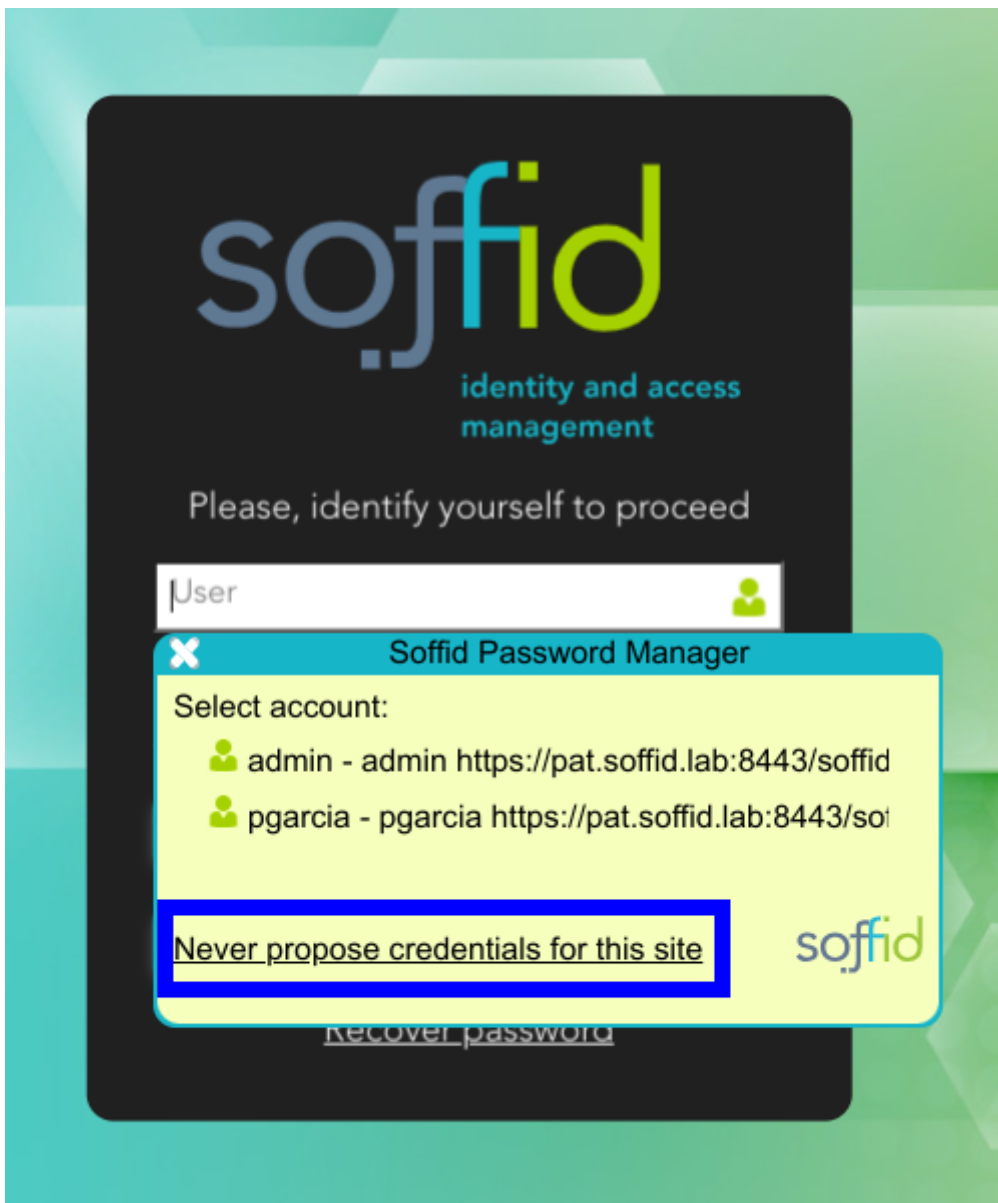 soffid
identity and access
management
Please, identify yourself to proceed
User
Soffid Password Manager
Select account:
admin - admin https://pat.soffid.lab:8443/soffid
pgarcia - pgarcia https://pat.soffid.lab:8443/sof
Never propose credentials for this site
soffid
Recover password